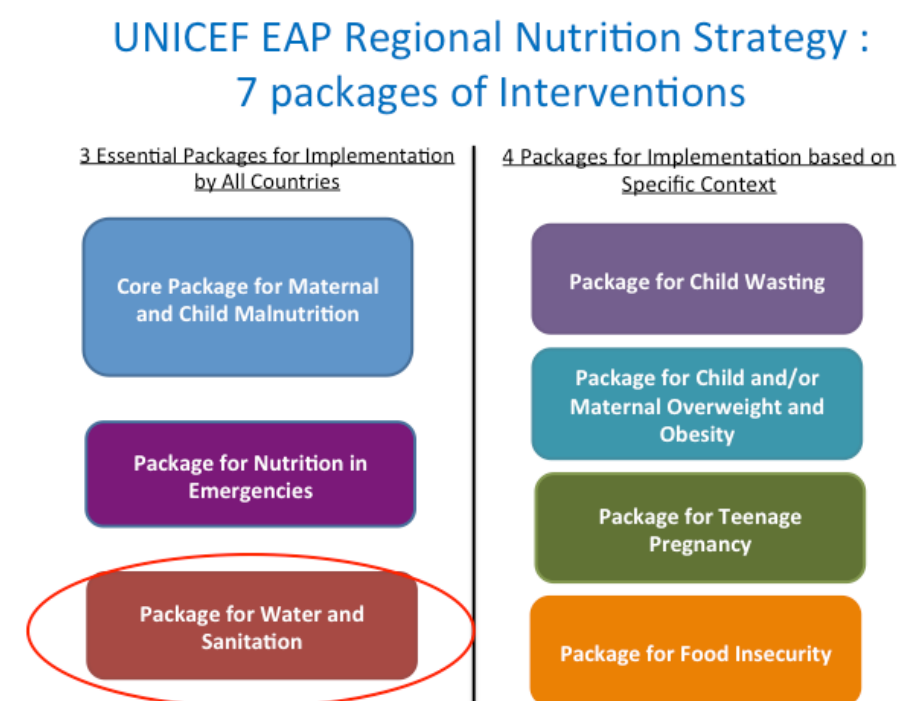 UNICEF EAP Regional Nutrition Strategy :
7 packages of Interventions
3 Essential Packages for Implementation
by All Countries
Core Package for Maternal
and Child Malnutrition
Package for Nutrition in
Emergencies
Package for Water and
Sanitation
4 Packages for Implementation based on
Specific Context
Package for Child Wasting
Package for Child and/or
Maternal Overweight and
Obesity
Package for Teenage
Pregnancy
Package for Food Insecurity